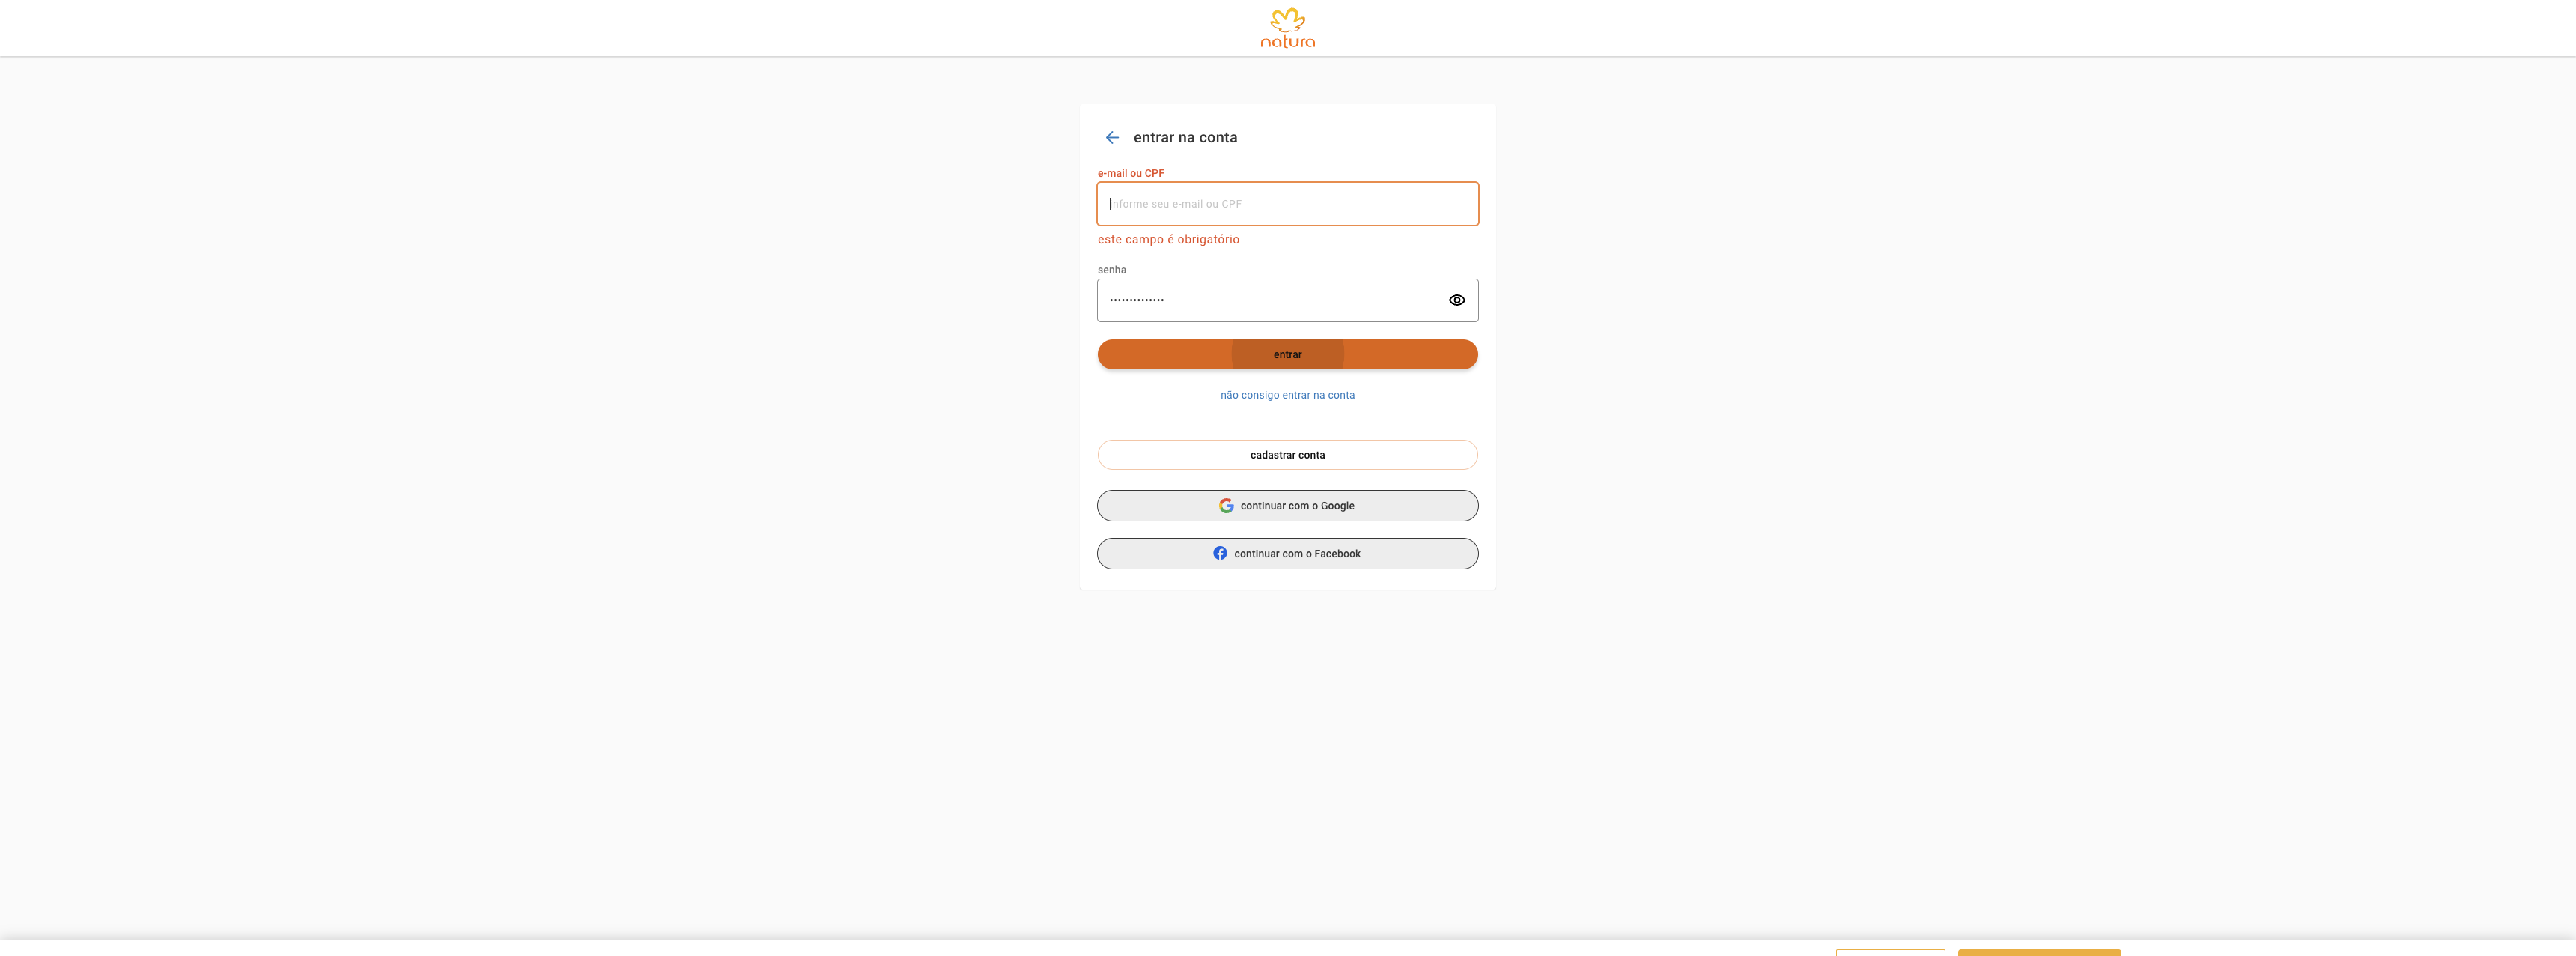 natura
entrar na conta
e-mail ou CPF
Informe seu e-mail ou CPF
este campo é obrigatório
senha
••••••••••••••
entrar
não consigo entrar na conta
cadastrar conta
continuar com o Google
continuar com o Facebook